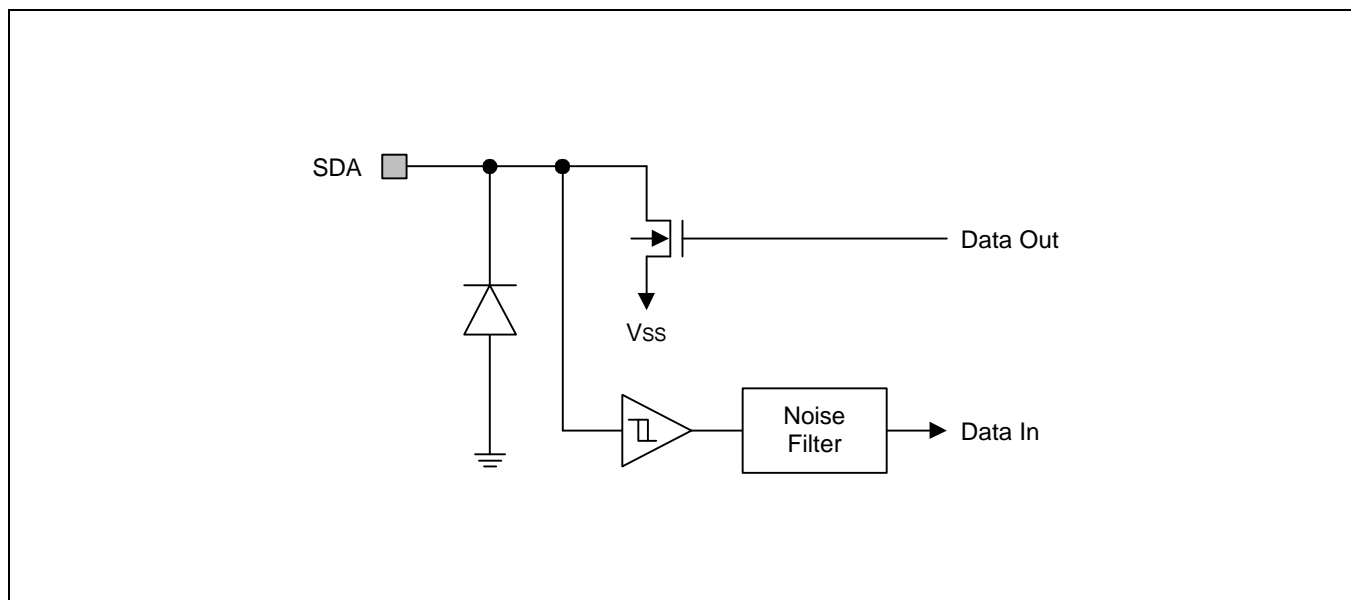 SDA
Data Out
VSS
Noise
Filter
Data In